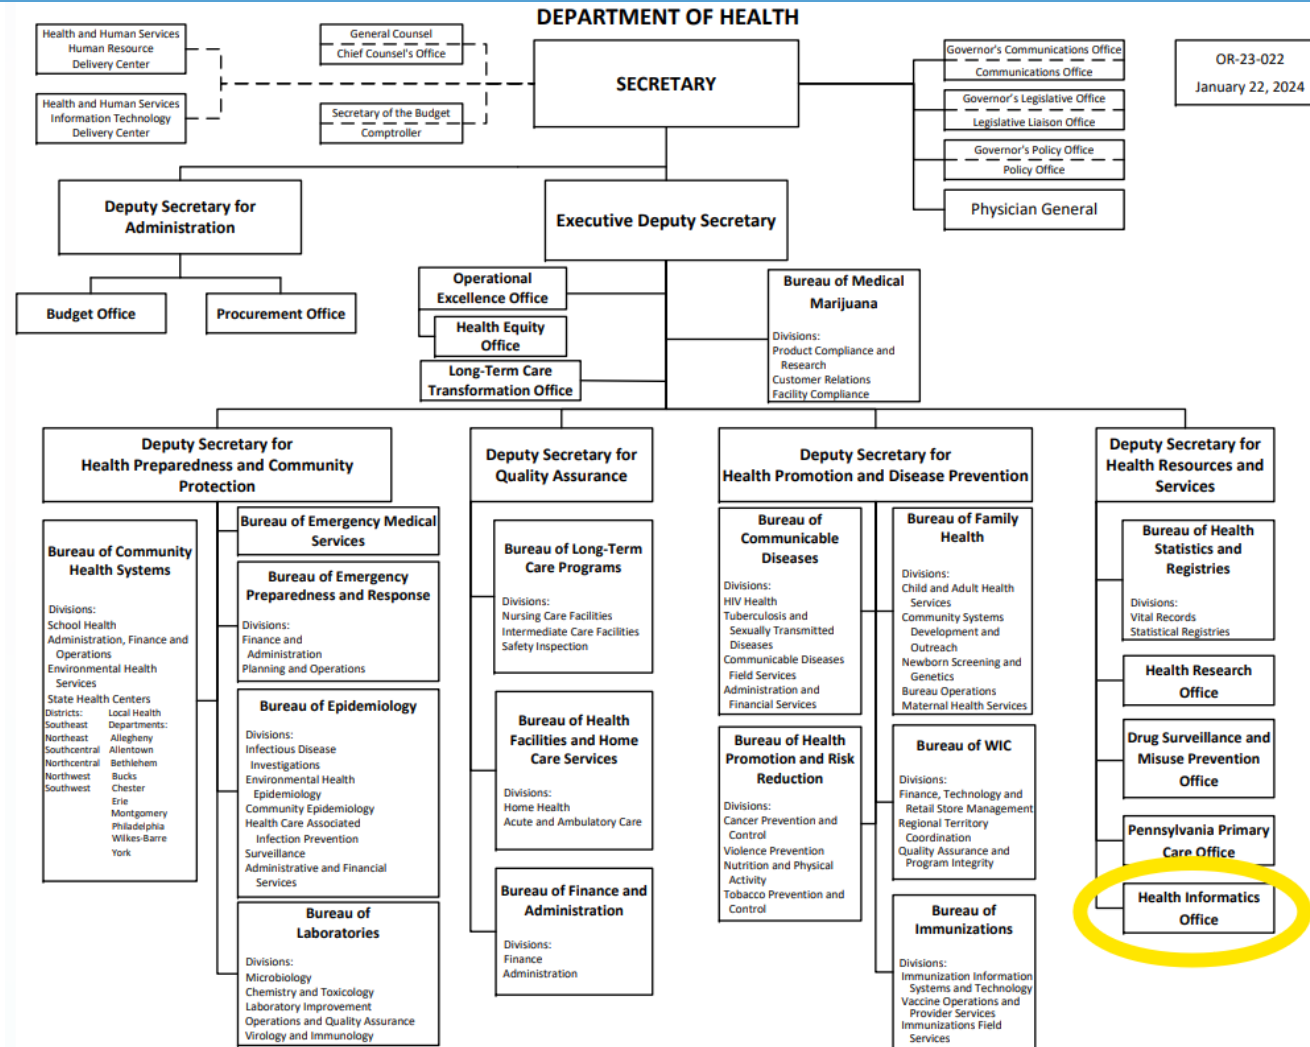 DEPARTMENT OF HEALTH
Health and Human Services
Human Resource
Delivery Center
General Counsel
Chief Counsel's Office
SECRETARY
Governor's Communications Office
Communications Office
OR-23-022
January 22, 2024
Health and Human Services
Information Technology
Delivery Center
Secretary of the Budget
Comptroller
Governor's Legislative Office
Legislative Liaison Office
Governor's Policy Office
Policy Office
Physician General
Deputy Secretary for
Administration
Executive Deputy Secretary
Budget Office
Procurement Office
Operational
Excellence Office
Health Equity
Office
Long-Term Care
Transformation Office
Bureau of Medical
Marijuana
Divisions:
Product Compliance and
Research
Customer Relations
Facility Compliance
Deputy Secretary for
Health Preparedness and Community
Protection
Bureau of Community
Health Systems
Divisions:
School Health
Administration, Finance and
Operations
Environmental Health
Services
State Health Centers
Districts: Local Health
Southeast Departments:
Northeast Allegheny
Southcentral Allentown
Northcentral Bethlehem
Northwest Bucks
Southwest Chester
Erie
Montgomery
Philadelphia
Wilkes-Barre
York
Bureau of Emergency Medical
Services
Bureau of Emergency
Preparedness and Response
Divisions:
Finance and
Administration
Planning and Operations
Bureau of Epidemiology
Divisions:
Infectious Disease
Investigations
Environmental Health
Epidemiology
Community Epidemiology
Health Care Associated
Infection Prevention
Surveillance
Administrative and Financial
Services
Bureau of
Laboratories
Divisions:
Microbiology
Chemistry and Toxicology
Laboratory Improvement
Operations and Quality Assurance
Virology and Immunology
Deputy Secretary for
Quality Assurance
Bureau of Long-Term
Care Programs
Divisions:
Nursing Care Facilities
Intermediate Care Facilities
Safety Inspection
Bureau of Health
Facilities and Home
Care Services
Divisions:
Home Health
Acute and Ambulatory Care
Bureau of Finance and
Administration
Divisions:
Finance
Administration
Deputy Secretary for
Health Promotion and Disease Prevention
Bureau of
Communicable
Diseases
Divisions:
HIV Health
Tuberculosis and
Sexually Transmitted
Diseases
Communicable Diseases
Field Services
Administration and
Financial Services
Bureau of Health
Promotion and Risk
Reduction
Divisions:
Cancer Prevention and
Control
Violence Prevention
Nutrition and Physical
Activity
Tobacco Prevention and
Control
Bureau of Family
Health
Divisions:
Child and Adult Health
Services
Community Systems
Development and
Outreach
Newborn Screening and
Genetics
Bureau Operations
Maternal Health Services
Bureau of WIC
Divisions:
Finance, Technology and
Retail Store Management
Regional Territory
Coordination
Quality Assurance and
Program Integrity
Bureau of
Immunizations
Divisions:
Immunization Information
Systems and Technology
Vaccine Operations and
Provider Services
Immunizations Field
Services
Deputy Secretary for
Health Resources and
Services
Bureau of Health
Statistics and
Registries
Divisions:
Vital Records
Statistical Registries
Health Research
Office
Drug Surveillance and
Misuse Prevention
Office
Pennsylvania Primary
Care Office
Health Informatics
Office